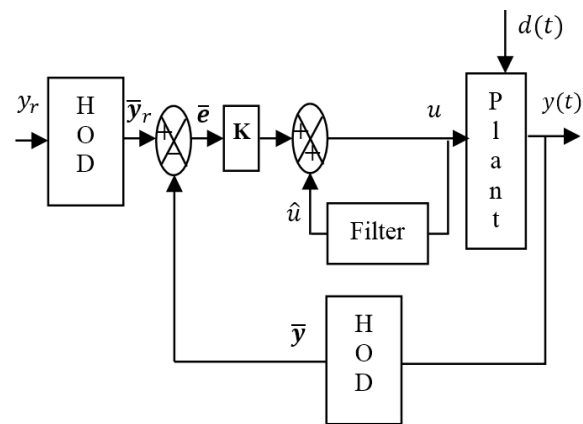 d(t)
y_r
H
O
D
ȳ_r
+
−
ē
K
+
+
u
P
l
a
n
t
y(t)
û
Filter
ȳ
H
O
D